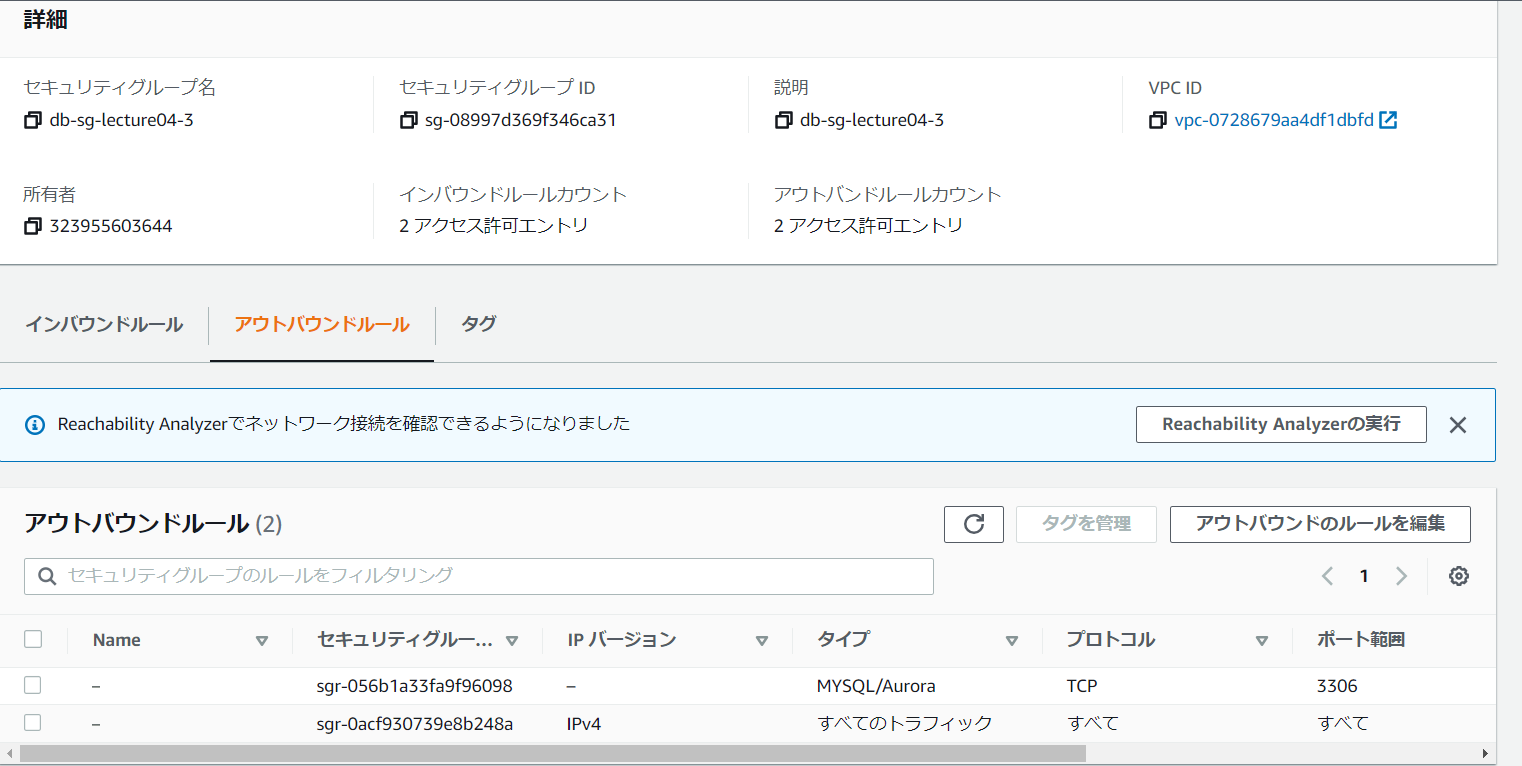 詳細
セキュリティグループ名 セキュリティグループ ID 説明 VPC ID
db-sg-lecture04-3 sg-08997d369f346ca31 db-sg-lecture04-3 vpc-0728679aa4df1dbfd
所有者 インバウンドルールカウント アウトバンドルールカウント
323955603644 2 アクセス許可エントリ 2 アクセス許可エントリ
インバウンドルール アウトバウンドルール タグ
Reachability Analyzerでネットワーク接続を確認できるようになりました Reachability Analyzerの実行
アウトバウンドルール (2) タグを管理 アウトバウンドのルールを編集
セキュリティグループのルールをフィルタリング 1
Name セキュリティグルー... IP バージョン タイプ プロトコル ポート範囲
– sgr-056b1a33fa9f96098 – MYSQL/Aurora TCP 3306
– sgr-0acf930739e8b248a IPv4 すべてのトラフィック すべて すべて